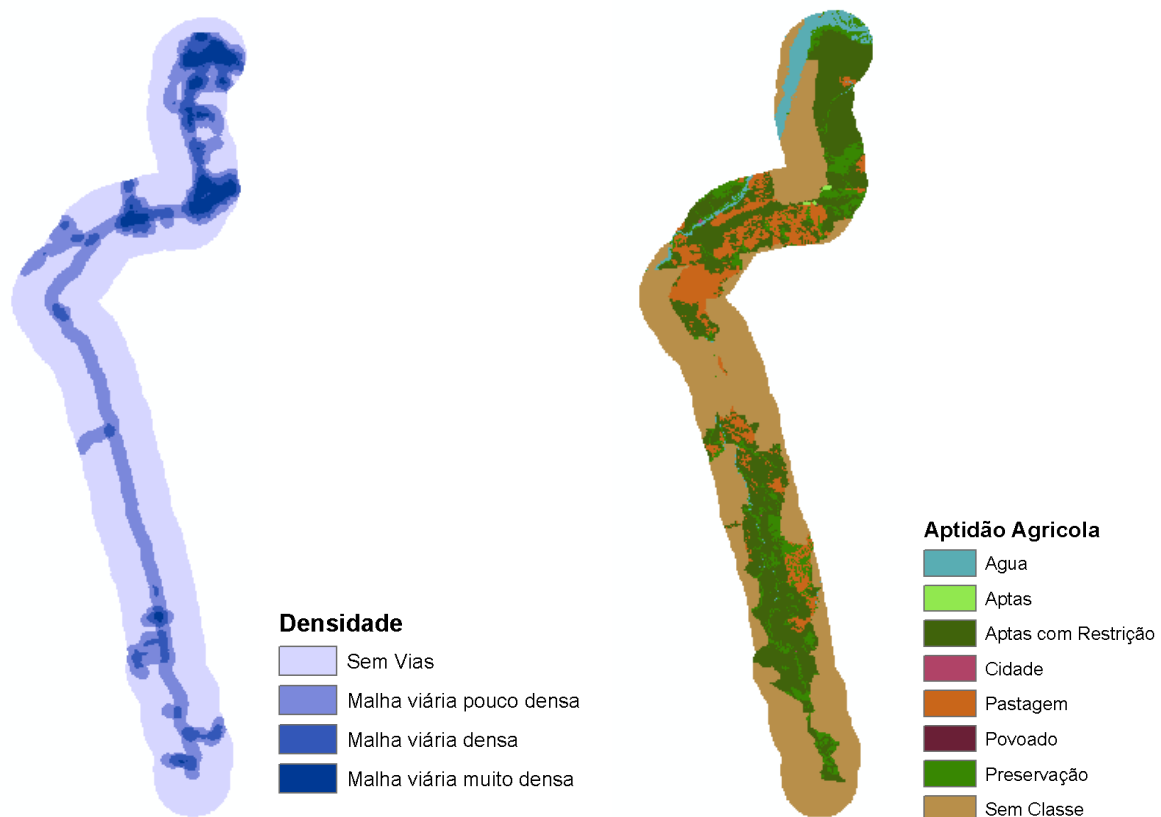 Densidade
Sem Vias
Malha viária pouco densa
Malha viária densa
Malha viária muito densa
Aptidão Agricola
Agua
Aptas
Aptas com Restrição
Cidade
Pastagem
Povoado
Preservação
Sem Classe